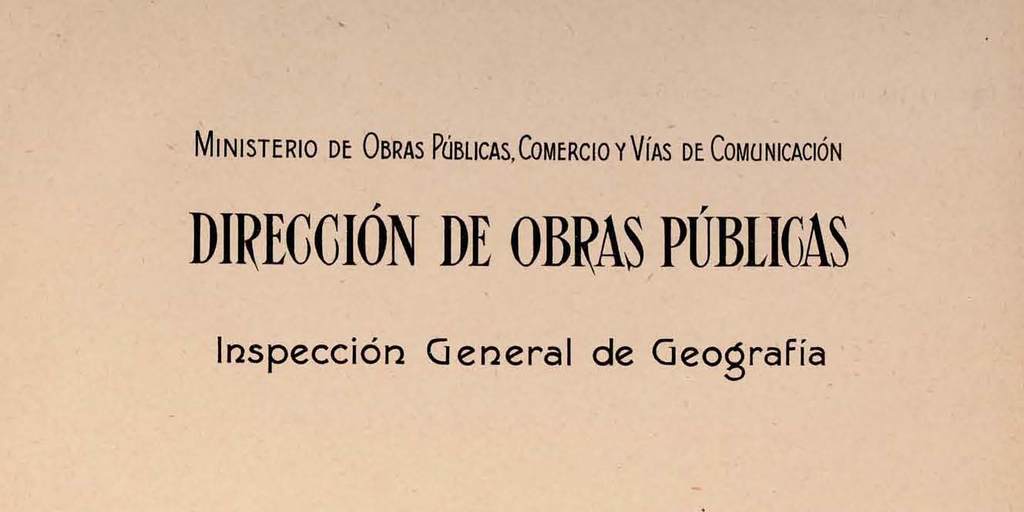 Ministerio de Obras Públicas, Comercio y Vías de Comunicación
DIRECCIÓN DE OBRAS PÚBLICAS
Inspección General de Geografía